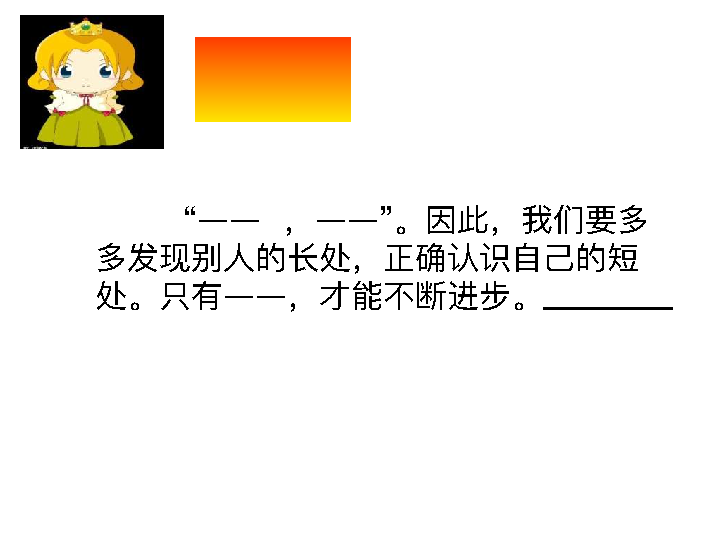 “—— ，——”。因此，我们要多
多发现别人的长处，正确认识自己的短
处。只有——，才能不断进步。________